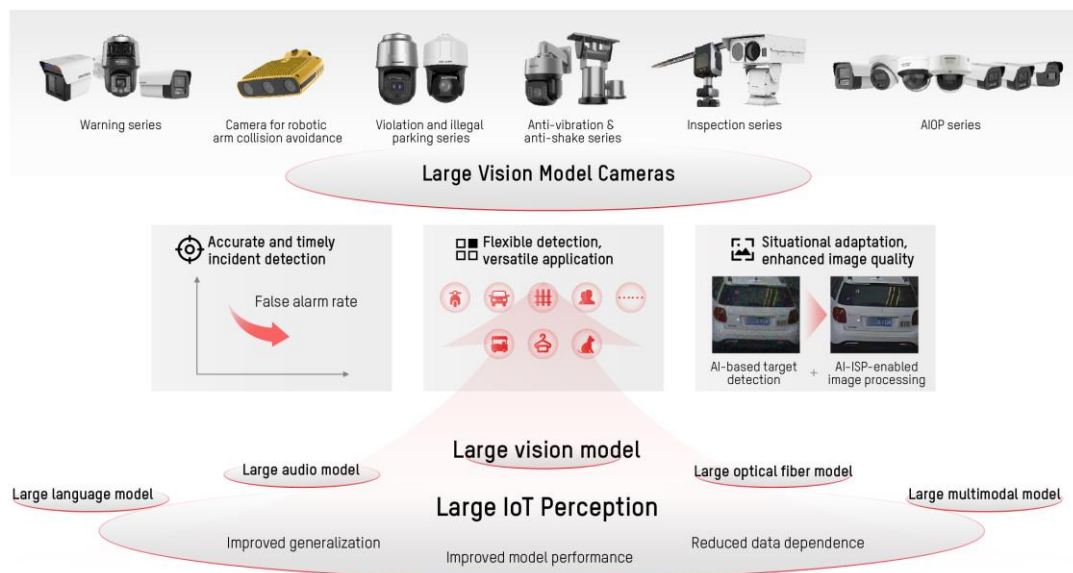 Warning series
Camera for robotic
arm collision avoidance
Violation and illegal
parking series
Anti-vibration &
anti-shake series
Inspection series
AIOP series
Large Vision Model Cameras
Accurate and timely
incident detection
False alarm rate
Flexible detection,
versatile application
Situational adaptation,
enhanced image quality
AI-based target
detection
+
AI-ISP-enabled
image processing
Large vision model
Large audio model
Large optical fiber model
Large language model
Large multimodal model
Large IoT Perception
Improved generalization
Improved model performance
Reduced data dependence